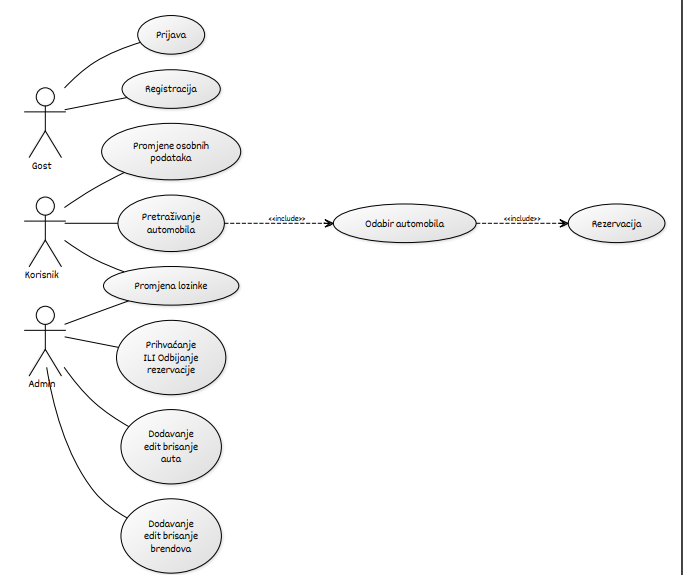 Prijava
Registracija
Gost
Promjene osobnih
podataka
Pretraživanje
automobila
<<include>>
Odabir automobila
<<include>>
Rezervacija
Korisnik
Promjena lozinke
Prihvaćanje
ILI Odbijanje
rezervacije
Admin
Dodavanje
edit brisanje
auta
Dodavanje
edit brisanje
brendova